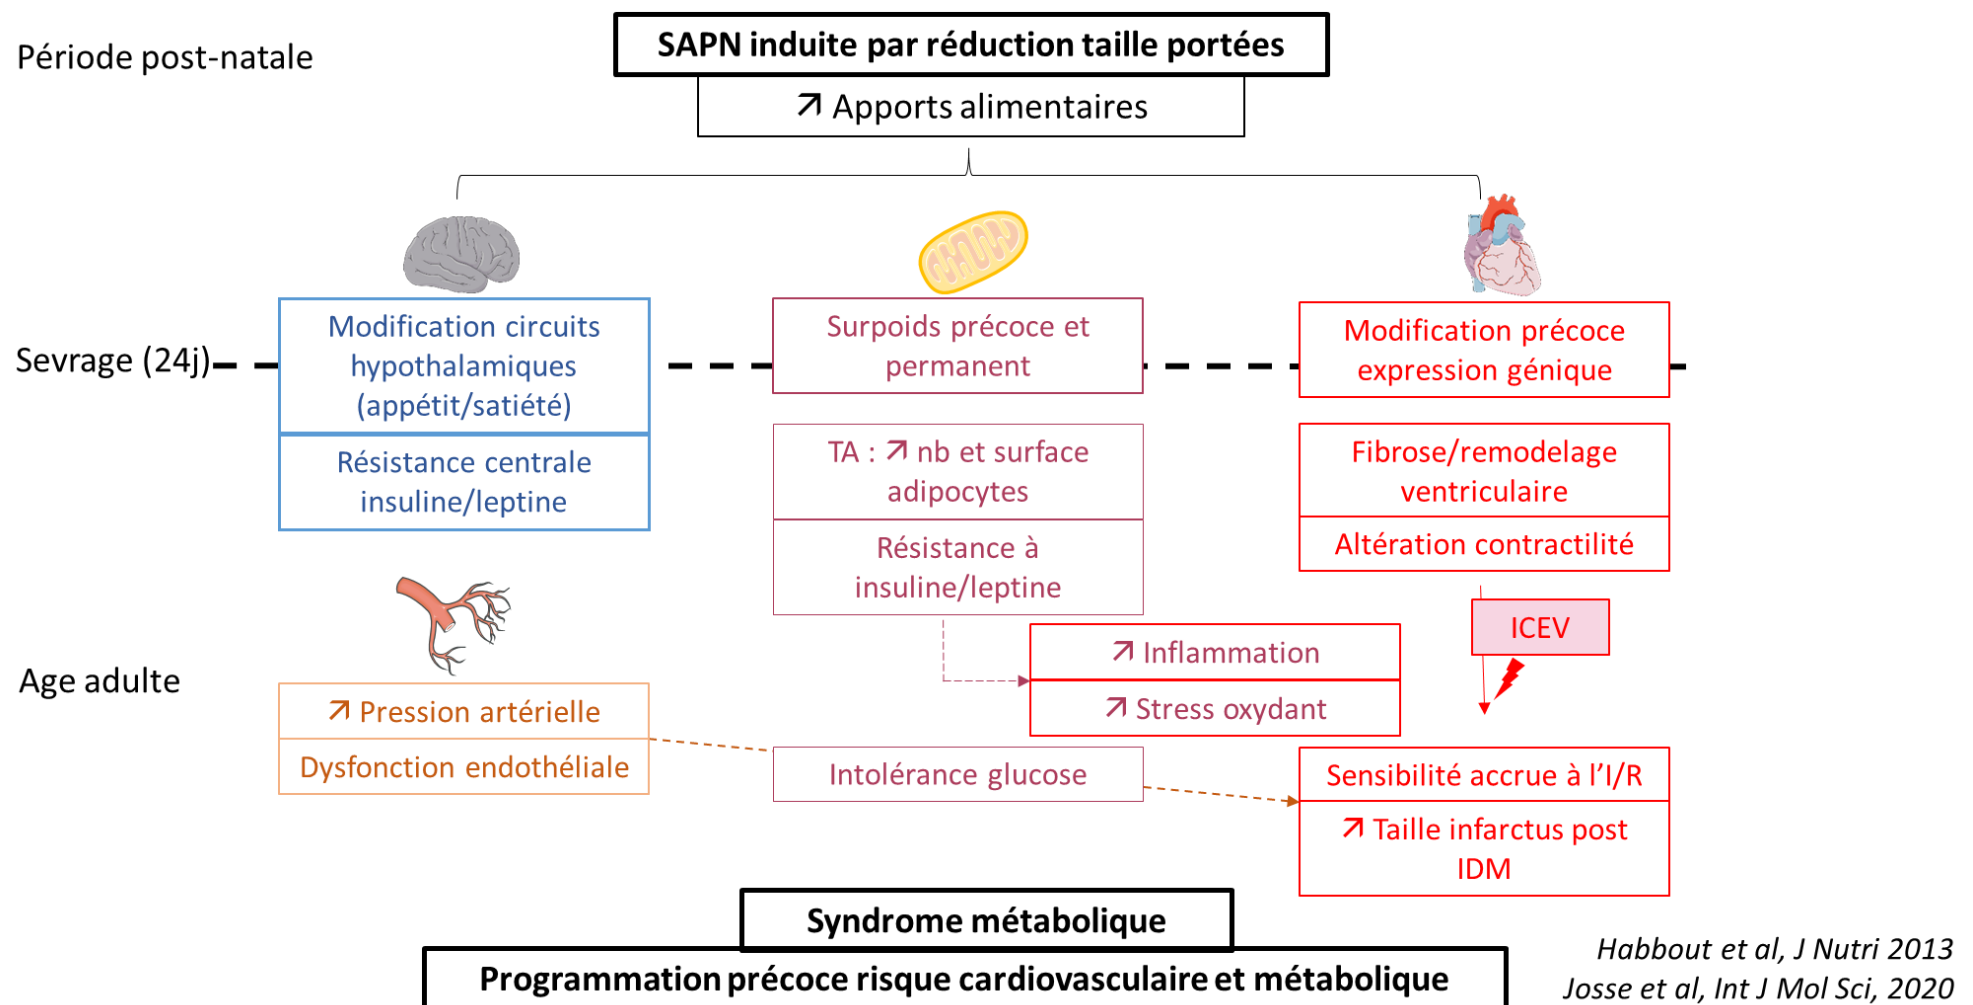 Période post-natale
SAPN induite par réduction taille portées
↗ Apports alimentaires
Sevrage (24j)
Modification circuits
hypothalamiques
(appétit/satiété)
Résistance centrale
insuline/leptine
Surpoids précoce et
permanent
TA : ↗ nb et surface
adipocytes
Résistance à
insuline/leptine
Modification précoce
expression génique
Fibrose/remodelage
ventriculaire
Altération contractilité
ICEV
Age adulte
↗ Inflammation
↗ Stress oxydant
↗ Pression artérielle
Dysfonction endothéliale
Intolérance glucose
Sensibilité accrue à l’I/R
↗ Taille infarctus post
IDM
Syndrome métabolique
Programmation précoce risque cardiovasculaire et métabolique
Habbout et al, J Nutri 2013
Josse et al, Int J Mol Sci, 2020